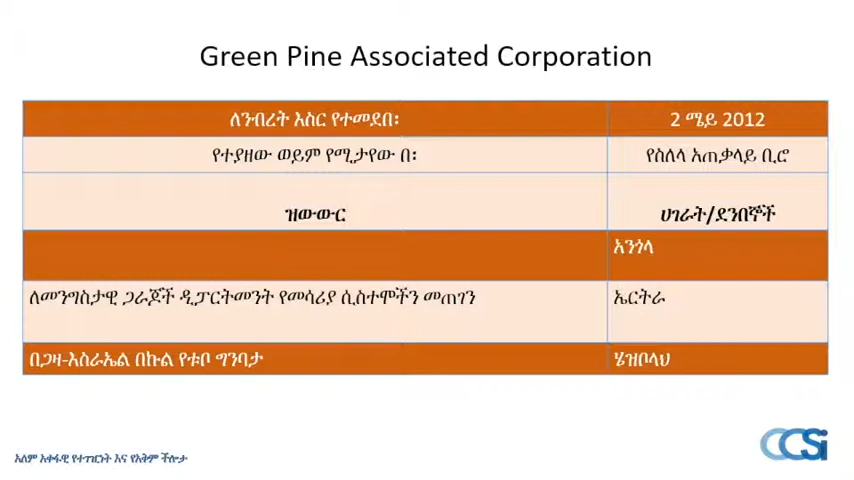 Green Pine Associated Corporation
ለንብረት እስር የተመደበ፡ 2 ሜይ 2012
የተያዘው ወይም የሚታየው በ፡ የስለላ አጠቃላይ ቢሮ
ዝውውር ሀገራት/ደንበኞች
አንጎላ
ለመንግስታዊ ጋራጆች ዲፓርትመንት የመሳሪያ ሲስተሞችን መጠገን ኤርትራ
በጋዛ-እስራኤል በኩል የቱቦ ግንባታ ሄዝቦላህ
CCSi
አለም አቀፋዊ የተገዢነት እና የአቅም ችሎታ